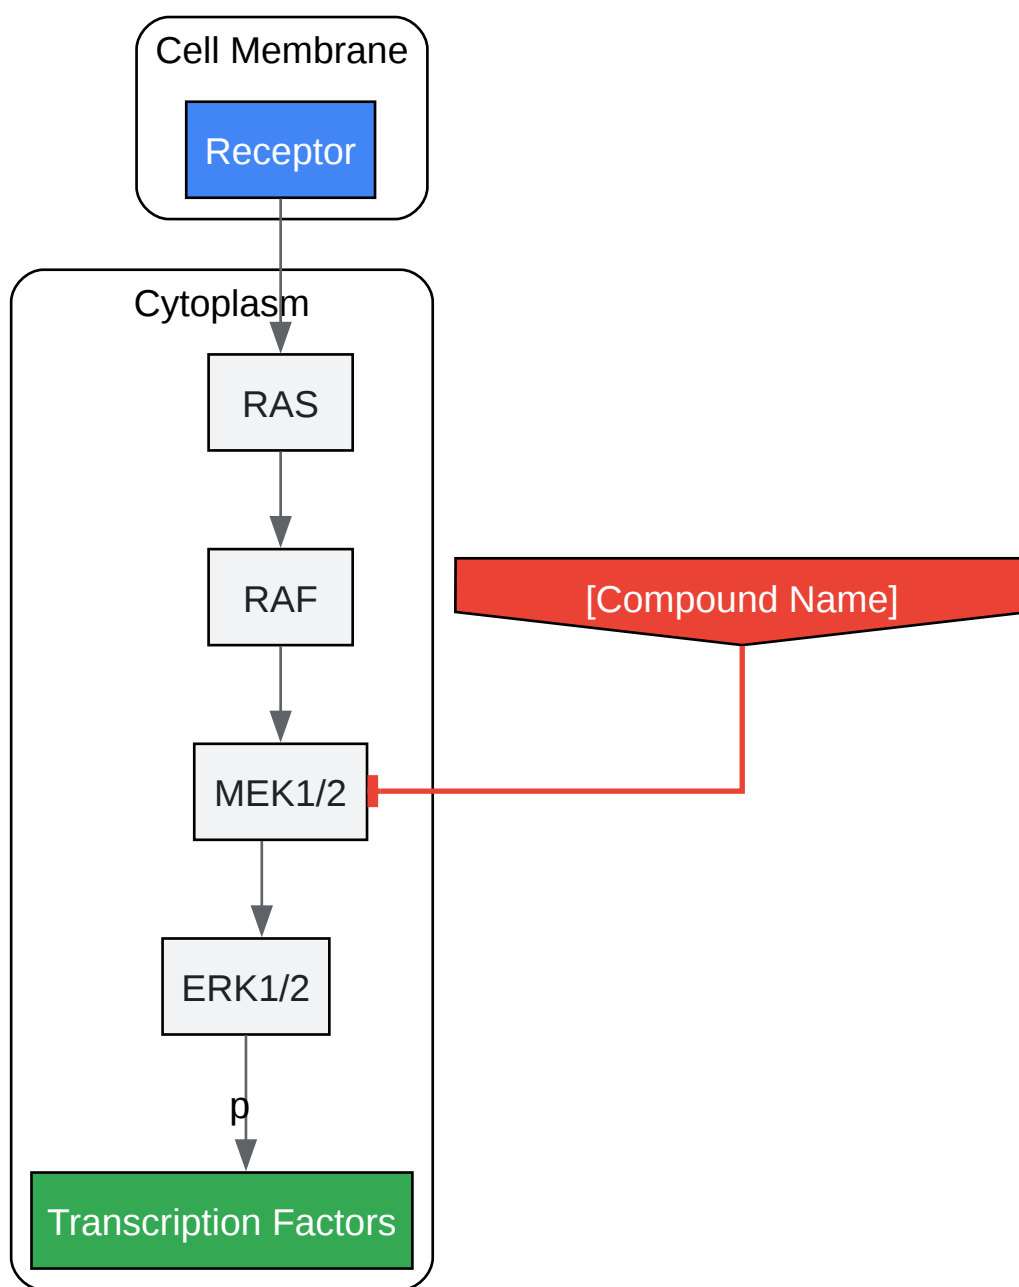 Cell Membrane
Receptor
Cytoplasm
RAS
RAF
[Compound Name]
MEK1/2
ERK1/2
p
Transcription Factors